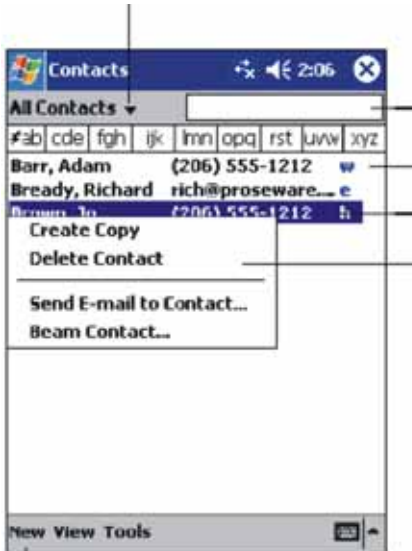 Contacts 2:06
All Contacts
#ab cde fgh ijk lmn opq rst uvw xyz
Barr, Adam (206) 555-1212 w
Bready, Richard rich@proseware... e
Brown, Jo (206) 555-1212 h
Create Copy
Delete Contact
Send E-mail to Contact...
Beam Contact...
New View Tools